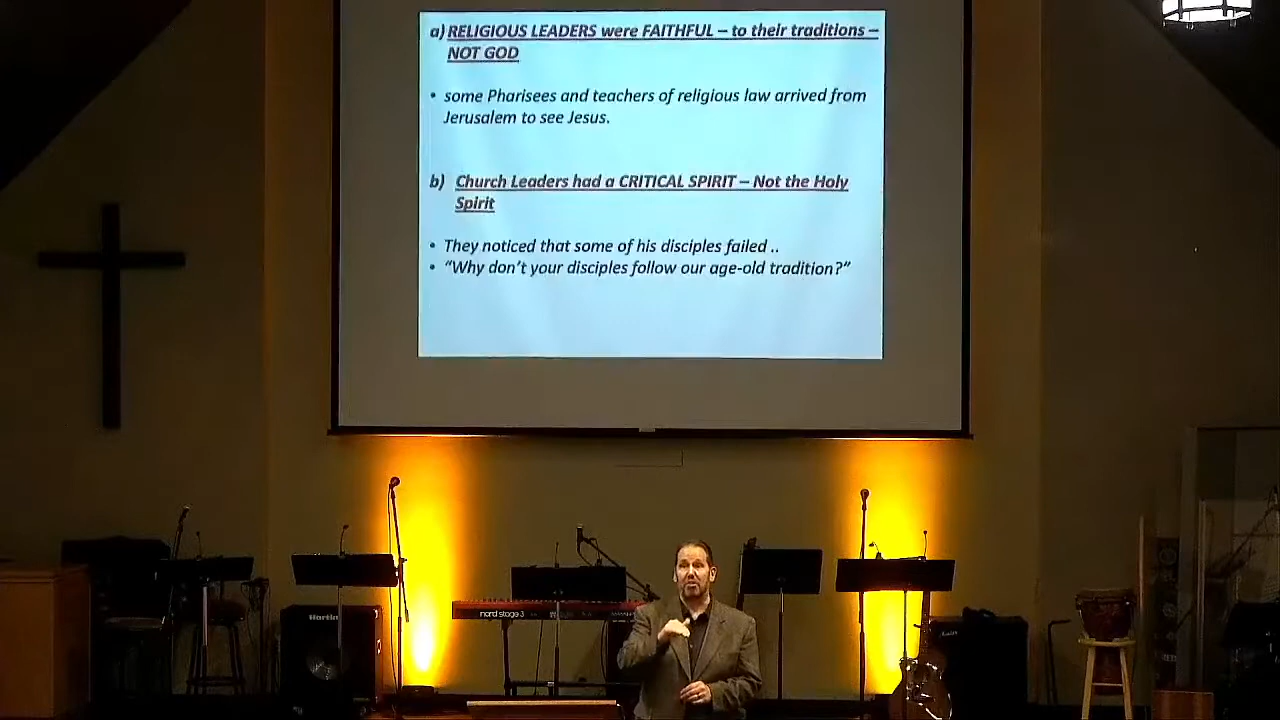 a) RELIGIOUS LEADERS were FAITHFUL – to their traditions –
NOT GOD
• some Pharisees and teachers of religious law arrived from
Jerusalem to see Jesus.
b) Church Leaders had a CRITICAL SPIRIT – Not the Holy
Spirit
• They noticed that some of his disciples failed ..
• “Why don’t your disciples follow our age-old tradition?”
Hartke
nord stage 3